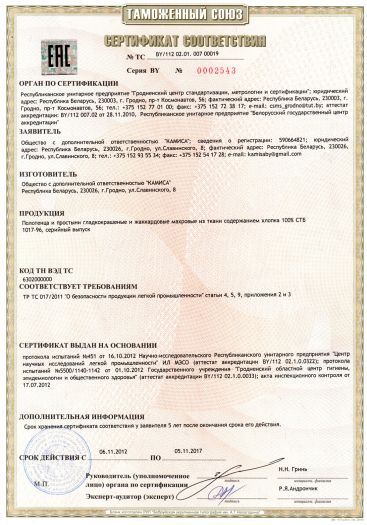 ТАМОЖЕННЫЙ СОЮЗ
СЕРТИФИКАТ СООТВЕТСТВИЯ
EAC
№ ТС BY/112 02.01. 007 00019
Серия BY № 0002543
ОРГАН ПО СЕРТИФИКАЦИИ
Республиканское унитарное предприятие "Гродненский центр стандартизации, метрологии и сертификации"; юридический
адрес: Республика Беларусь, 230003, г. Гродно, пр-т Космонавтов, 56; фактический адрес: Республика Беларусь, 230003, г.
Гродно, пр-т Космонавтов, 56; тел.: +375 152 77 01 00; факс: +375 152 72 38 17; e-mail: csms_grodno@tut.by; аттестат
аккредитации: BY/112 007.02 от 28.11.2010, Республиканское унитарное предприятие "Белорусский государственный центр
аккредитации"
ЗАЯВИТЕЛЬ
Общество с дополнительной ответственностью "КАМИСА"; сведения о регистрации: 590664821; юридический
адрес: Республика Беларусь, 230026, г.Гродно, ул.Славинского, 8; фактический адрес: Республика Беларусь, 230026,
г.Гродно, ул.Славинского, 8; тел.: +375 152 93 55 34; факс: +375 152 54 17 28; e-mail: kamisaby@gmail.com
ИЗГОТОВИТЕЛЬ
Общество с дополнительной ответственностью "КАМИСА"
Республика Беларусь, 230026, г.Гродно, ул.Славинского, 8
ПРОДУКЦИЯ
Полотенца и простыни гладкокрашеные и жаккардовые махровые из ткани содержанием хлопка 100% СТБ
1017-96, серийный выпуск
КОД ТН ВЭД ТС
6302600000
СООТВЕТСТВУЕТ ТРЕБОВАНИЯМ
ТР ТС 017/2011 "О безопасности продукции легкой промышленности" статьи 4, 5, 9, приложения 2 и 3
СЕРТИФИКАТ ВЫДАН НА ОСНОВАНИИ
протокола испытаний №451 от 16.10.2012 Научно-исследовательского Республиканского унитарного предприятия "Центр
научных исследований легкой промышленности" ИЛ МЭСО (аттестат аккредитации BY/112 02.1.0.0322); протокола
испытаний №5500/1140-1142 от 01.10.2012 Государственного учреждения "Гродненский областной центр гигиены,
эпидемиологии и общественного здоровья" (аттестат аккредитации BY/112 02.1.0.0033); акта инспекционного контроля от
17.07.2012
ДОПОЛНИТЕЛЬНАЯ ИНФОРМАЦИЯ
Срок хранения сертификата соответствия у заявителя 5 лет после окончания срока его действия.
СРОК ДЕЙСТВИЯ С 06.11.2012 ПО 05.11.2017
М.П.
Руководитель (уполномоченное
лицо) органа по сертификации
Н.Н. Гринь
Эксперт-аудитор (эксперт)
Р.Я.Андрончик